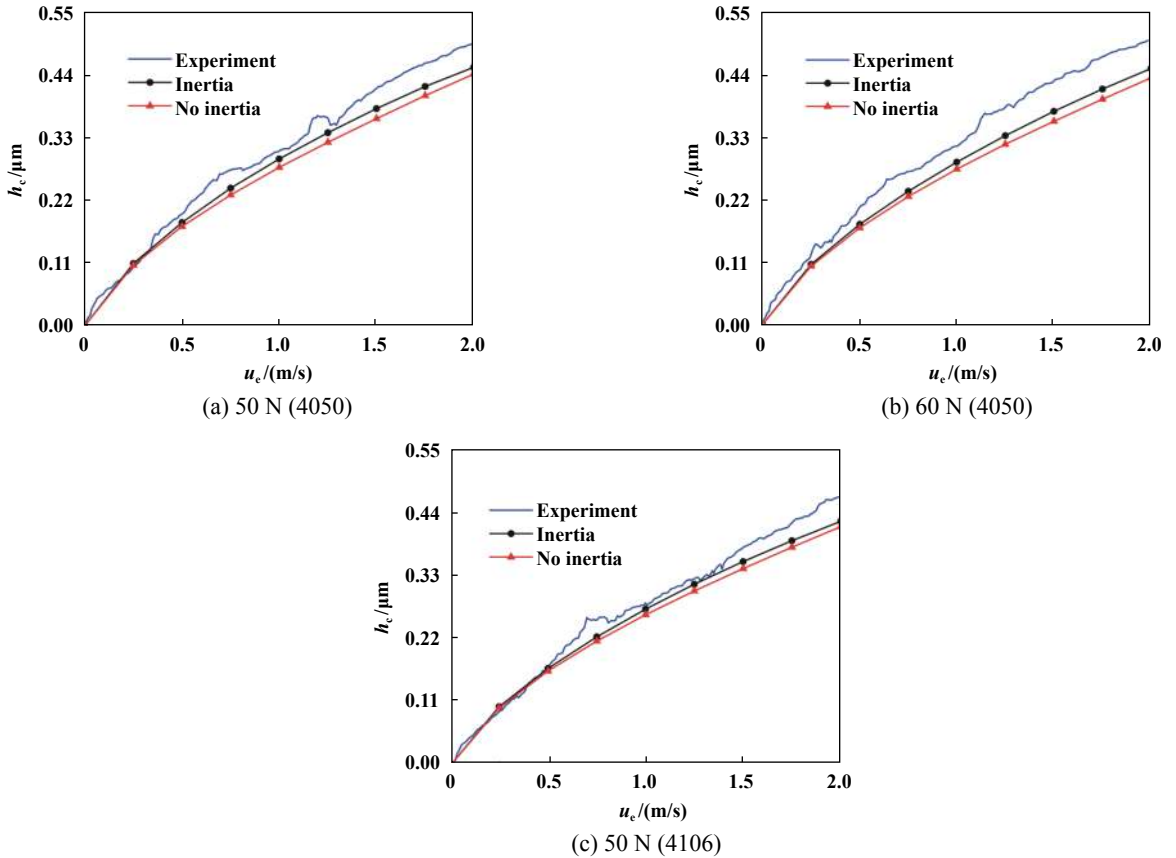 0.55
0.44
0.33
0.22
0.11
0.00
h_c/μm
Experiment
Inertia
No inertia
0 0.5 1.0 1.5 2.0
u_e/(m/s)
(a) 50 N (4050)
0.55
0.44
0.33
0.22
0.11
0.00
h_c/μm
Experiment
Inertia
No inertia
0 0.5 1.0 1.5 2.0
u_e/(m/s)
(b) 60 N (4050)
0.55
0.44
0.33
0.22
0.11
0.00
h_c/μm
Experiment
Inertia
No inertia
0 0.5 1.0 1.5 2.0
u_e/(m/s)
(c) 50 N (4106)